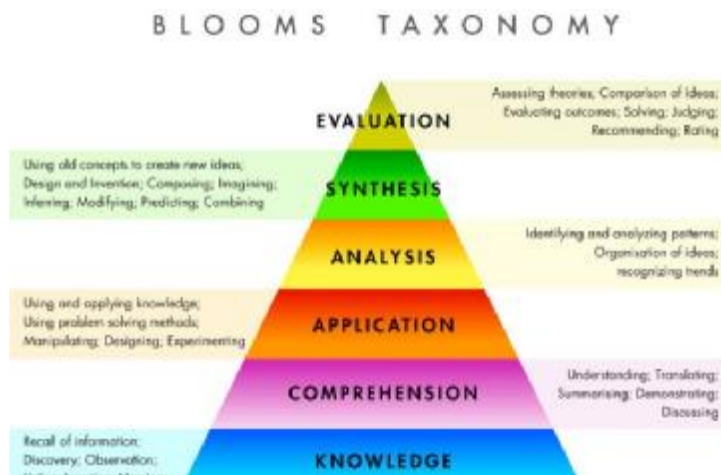 BLOOMS TAXONOMY
EVALUATION
Assessing theories; Comparison of ideas;
Evaluating outcomes; Solving; Judging;
Recommending; Rating
Using old concepts to create new ideas;
Design and Invention; Composing; Imagining;
Inferring; Modifying; Predicting; Combining
SYNTHESIS
ANALYSIS
Identifying and analyzing patterns;
Organisation of ideas;
recognizing trends
Using and applying knowledge;
Using problem solving methods;
Manipulating; Designing; Experimenting
APPLICATION
COMPREHENSION
Understanding; Translating;
Summarising; Demonstrating;
Discussing
Recall of information;
Discovery; Observation;
KNOWLEDGE